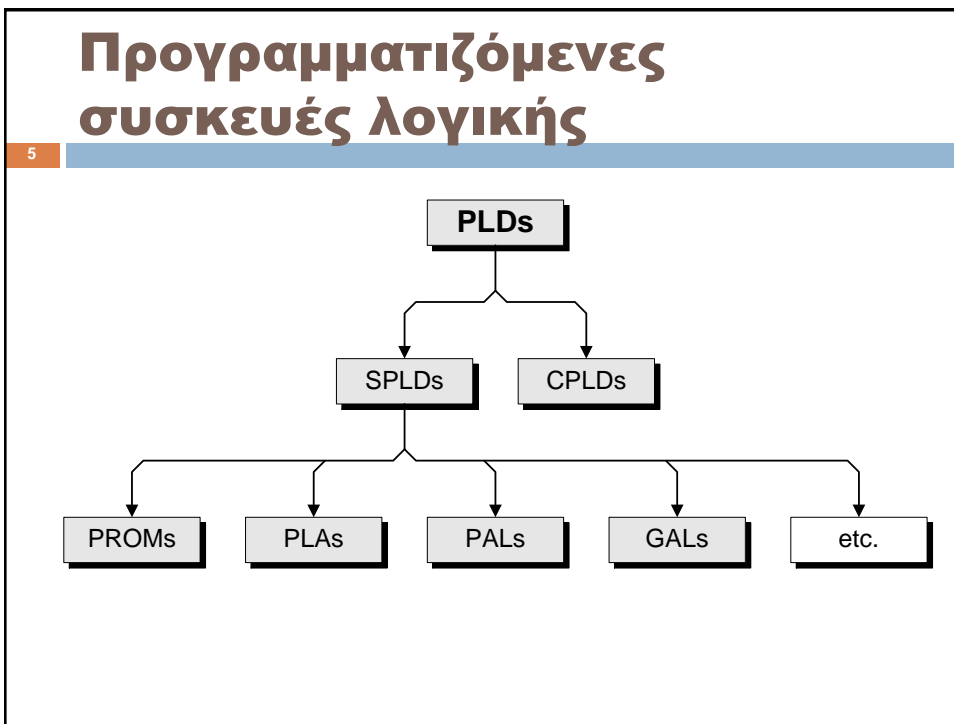 Προγραμματιζόμενες
συσκευές λογικής
5
PLDs
SPLDs CPLDs
PROMs PLAs PALs GALs etc.